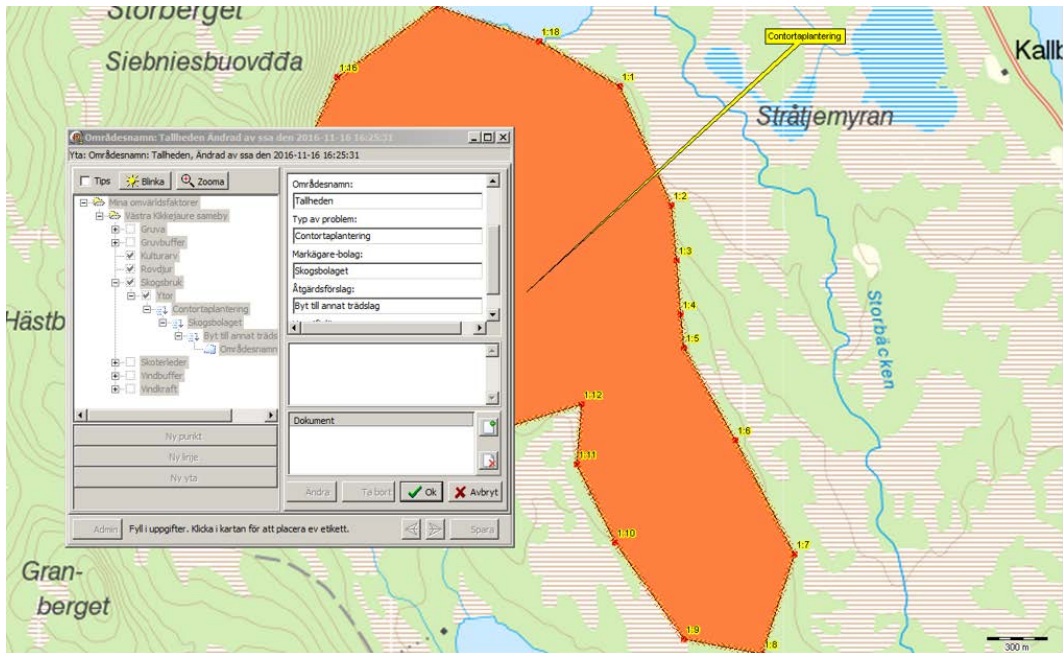 Storberget
Siebniesbuovđđa
1:16
1:18
1:1
Contortaplantering
Kallb
Stråtjemyran
1:2
1:3
1:4
1:5
Storbäcken
Hästb
1:12
1:6
1:11
1:10
1:7
1:9
1:8
Gran-
berget
300 m
Områdesnamn: Tallheden Ändrad av ssa den 2016-11-16 16:25:31
Yta: Områdesnamn: Tallheden, Ändrad av ssa den 2016-11-16 16:25:31
Tips Blinka Zooma
Mina omvärldsfaktorer
Västra Kikkejaure sameby
Gruva
Gruvbuffer
Kulturarv
Rovdjur
Skogsbruk
Ytor
Contortaplantering
Skogsbolaget
Byt till annat träds
Områdesnamn
Skoterleder
Vindbuffer
Vindkraft
Ny punkt
Ny linje
Ny yta
Områdesnamn:
Tallheden
Typ av problem:
Contortaplantering
Markägare-bolag:
Skogsbolaget
Åtgärdsförslag:
Byt till annat trädslag
Dokument
Ändra Ta bort Ok Avbryt
Admin Fyll i uppgifter. Klicka i kartan för att placera ev etikett. Spara